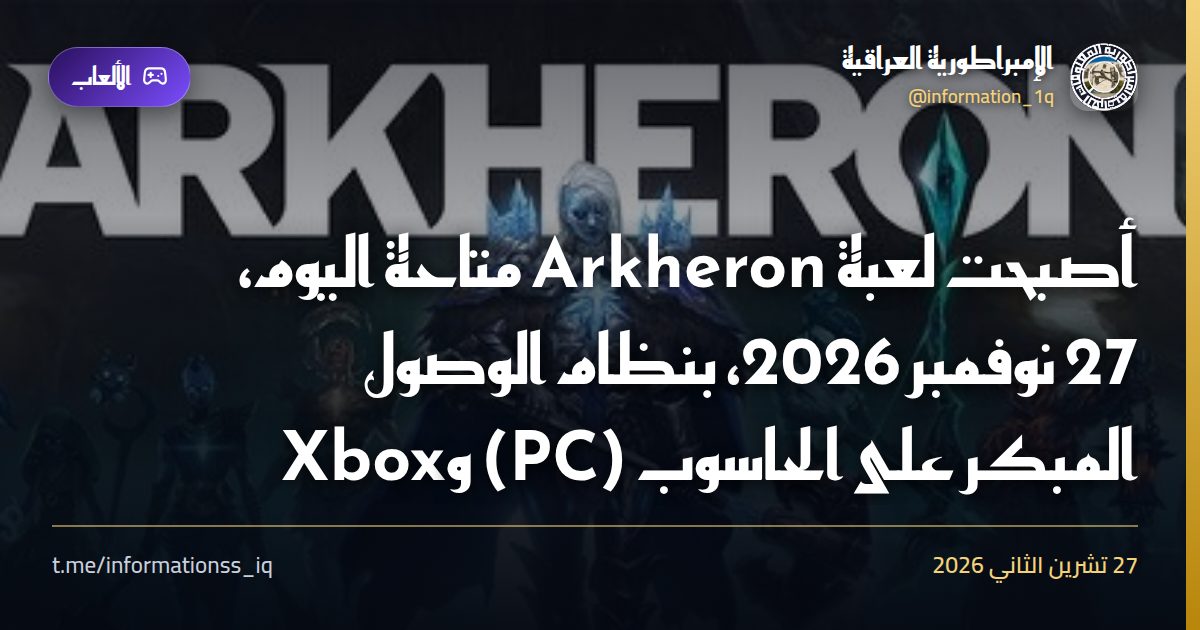 الإمبراطورية العراقية
@information_1q
الألعاب
ARKHERON
أصبحت لعبة Arkheron متاحة اليوم،
27 نوفمبر 2026، بنظام الوصول
المبكر على الحاسوب (PC) وXbox
27 تشرين الثاني 2026
t.me/informationss_iq